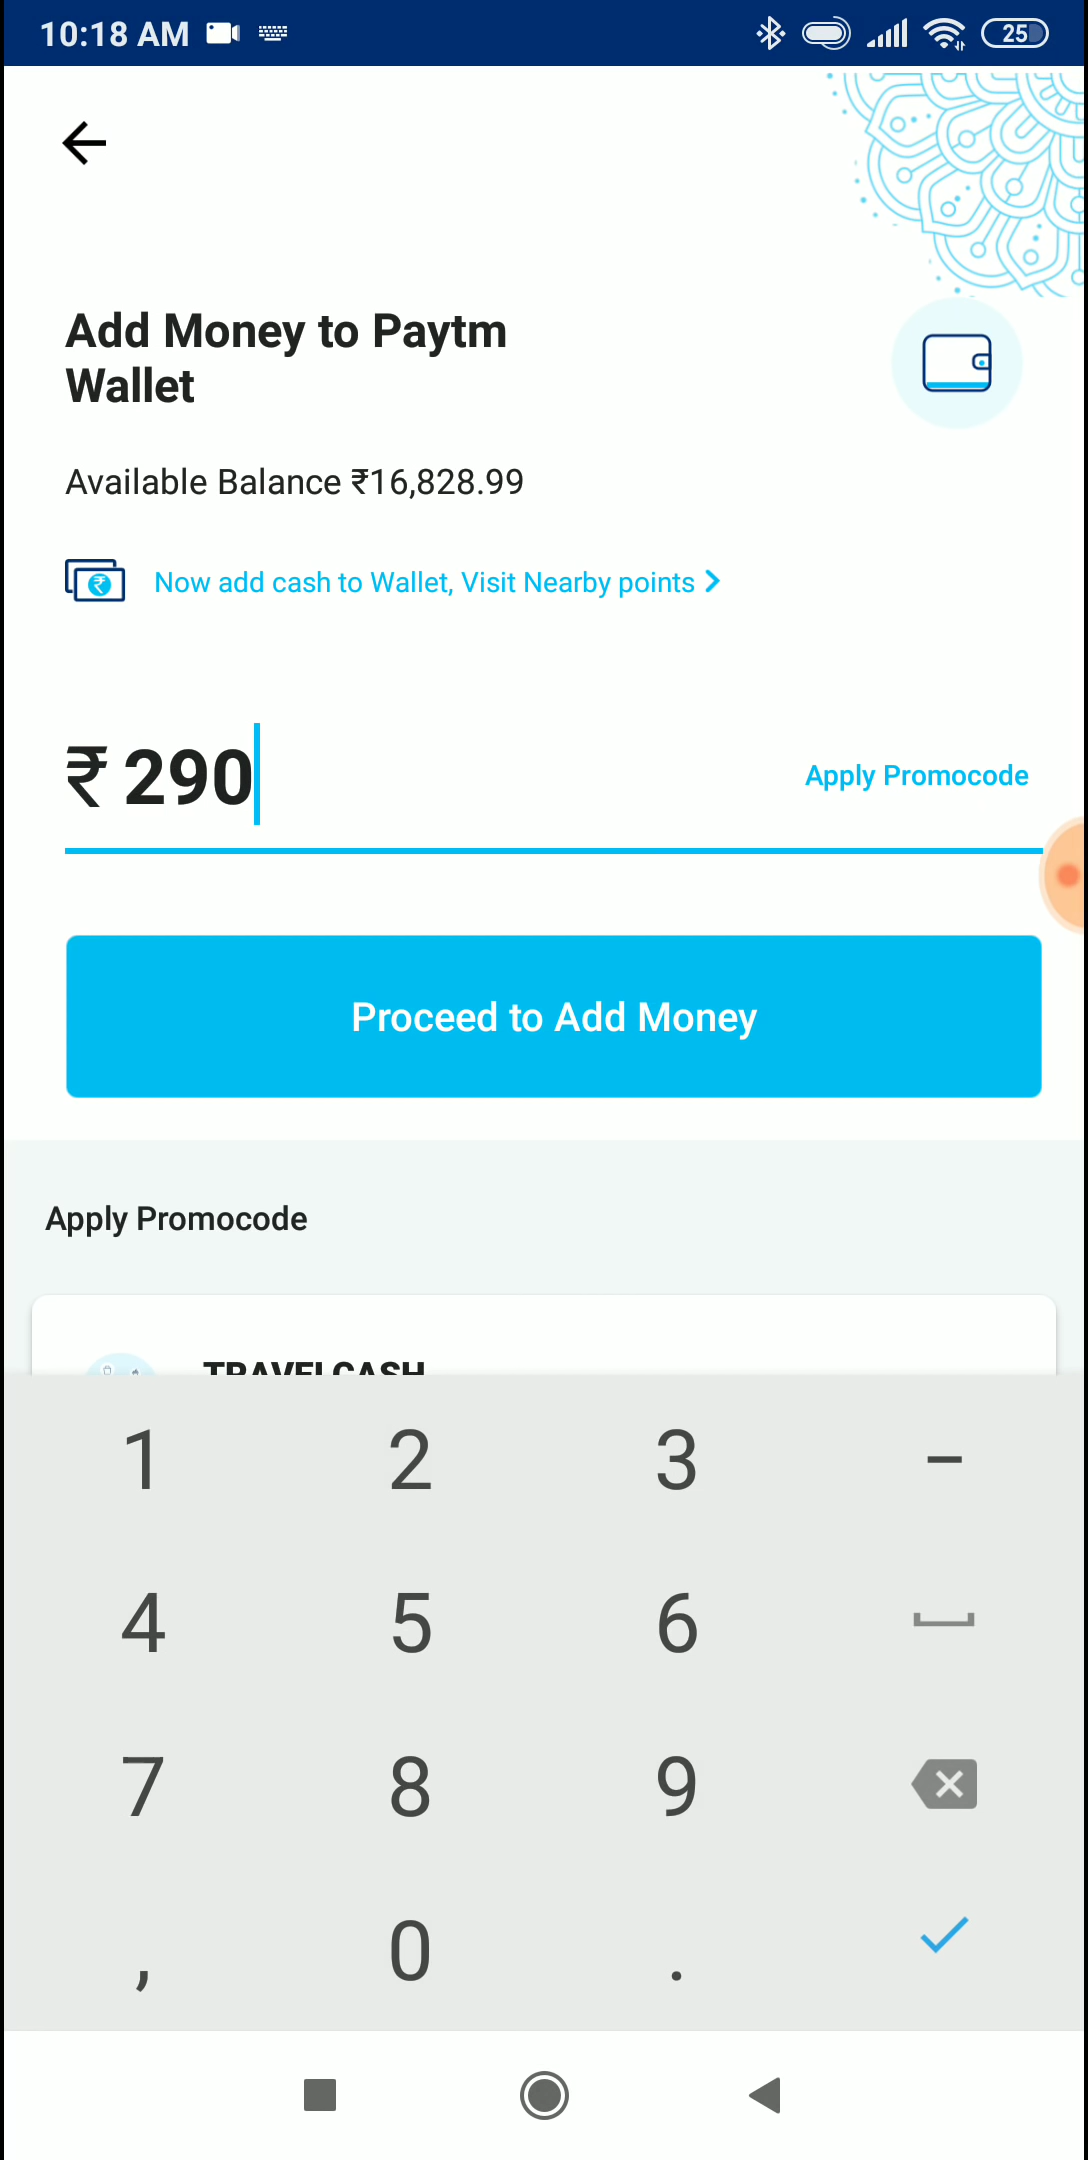 10:18 AM
25
Add Money to Paytm
Wallet
Available Balance ₹16,828.99
Now add cash to Wallet, Visit Nearby points
₹ 290
Apply Promocode
Proceed to Add Money
Apply Promocode
TRAVELCASH
1 2 3 -
4 5 6
7 8 9
, 0 .